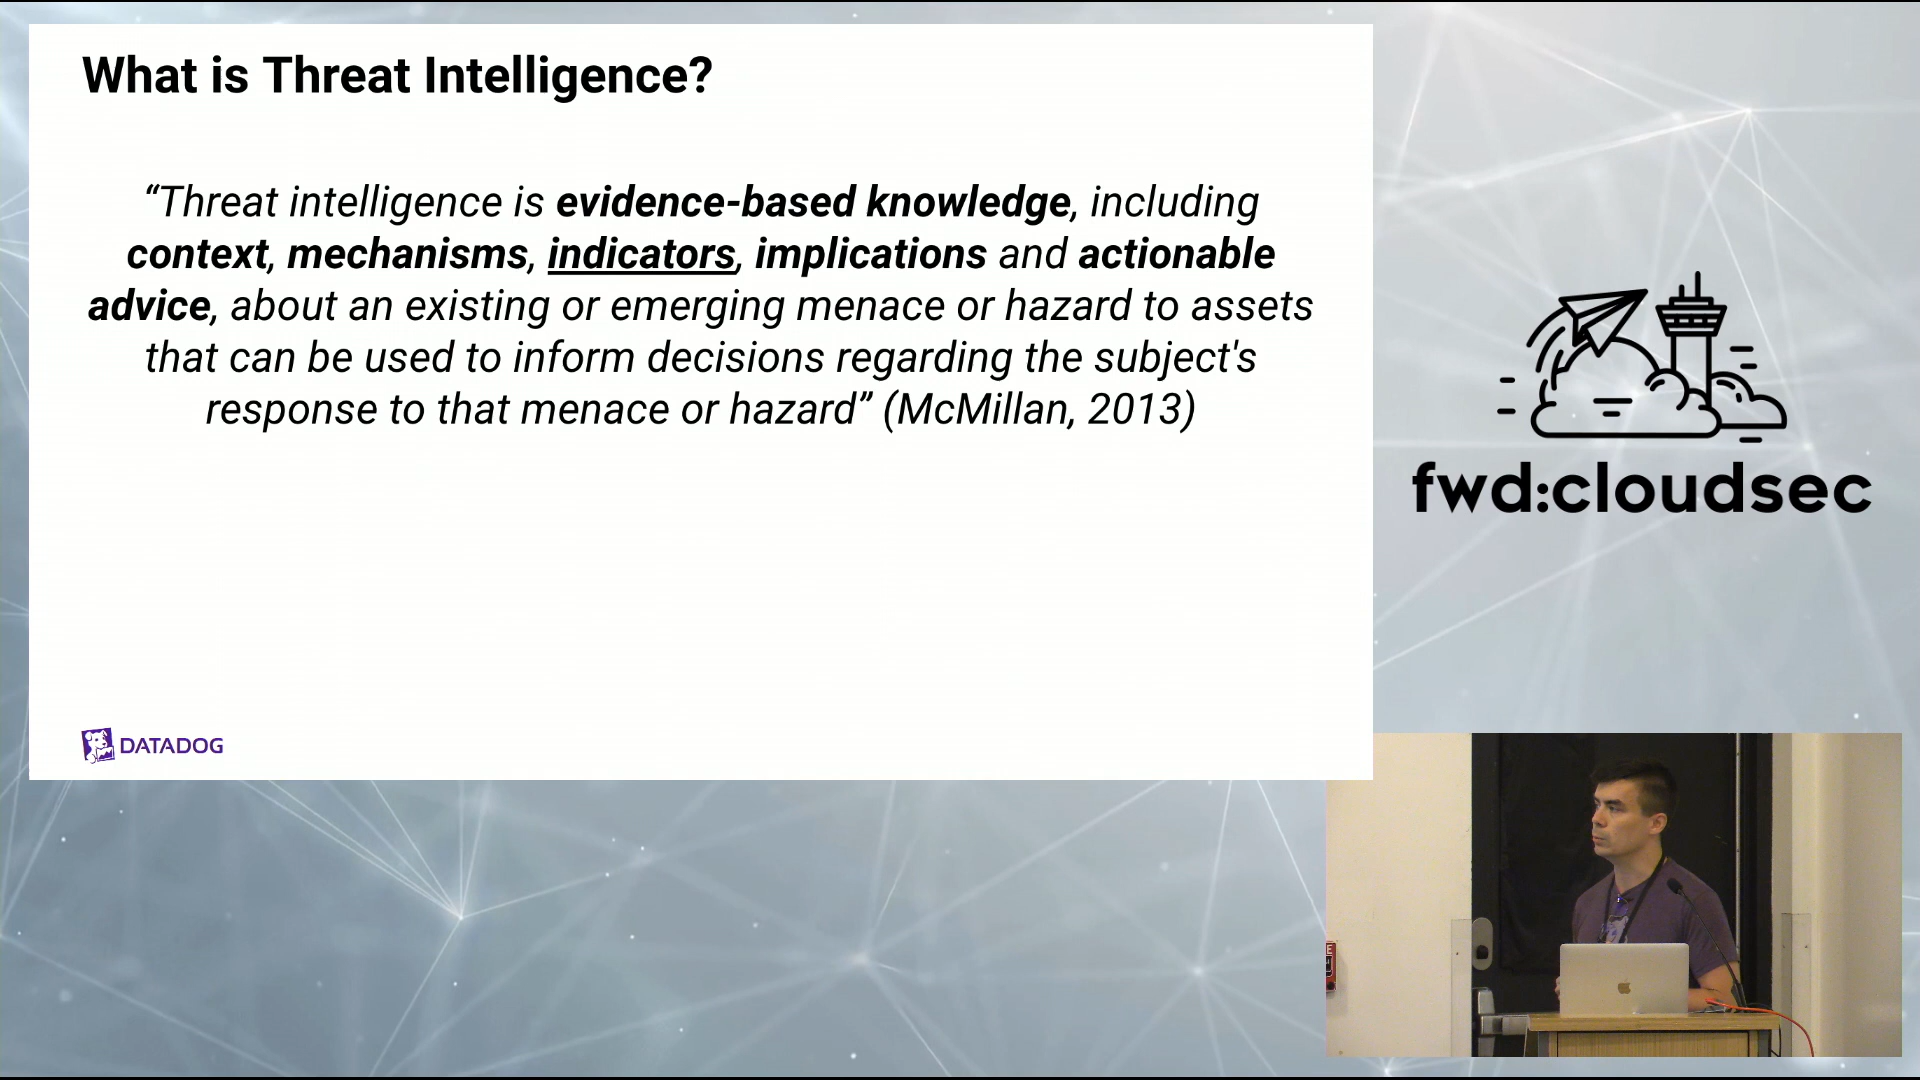 What is Threat Intelligence?
“Threat intelligence is evidence-based knowledge, including
context, mechanisms, indicators, implications and actionable
advice, about an existing or emerging menace or hazard to assets
that can be used to inform decisions regarding the subject's
response to that menace or hazard” (McMillan, 2013)
DATADOG
fwd:cloudsec